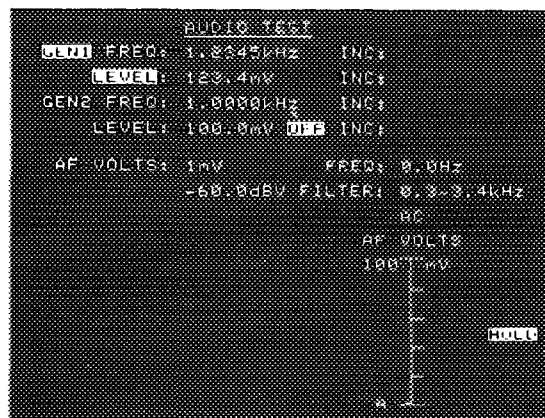 AUDIO TEST
GEN1 FREQ: 1.2345kHz INC:
LEVEL: 123.4mV
GEN2 FREQ: 1.0000kHz INC:
LEVEL: 100.0mV OFF INC:
AF VOLTS: 1mV FREQ: 0.0Hz
-60.0dBV FILTER: 0.3~3.4kHz
AC
AF VOLTS
100 mV
HOLD
0